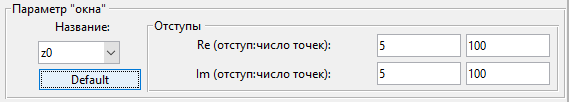 Параметр "окна"
Название:
z0
Default
Отступы
Re (отступ:число точек): 5 100
Im (отступ:число точек): 5 100